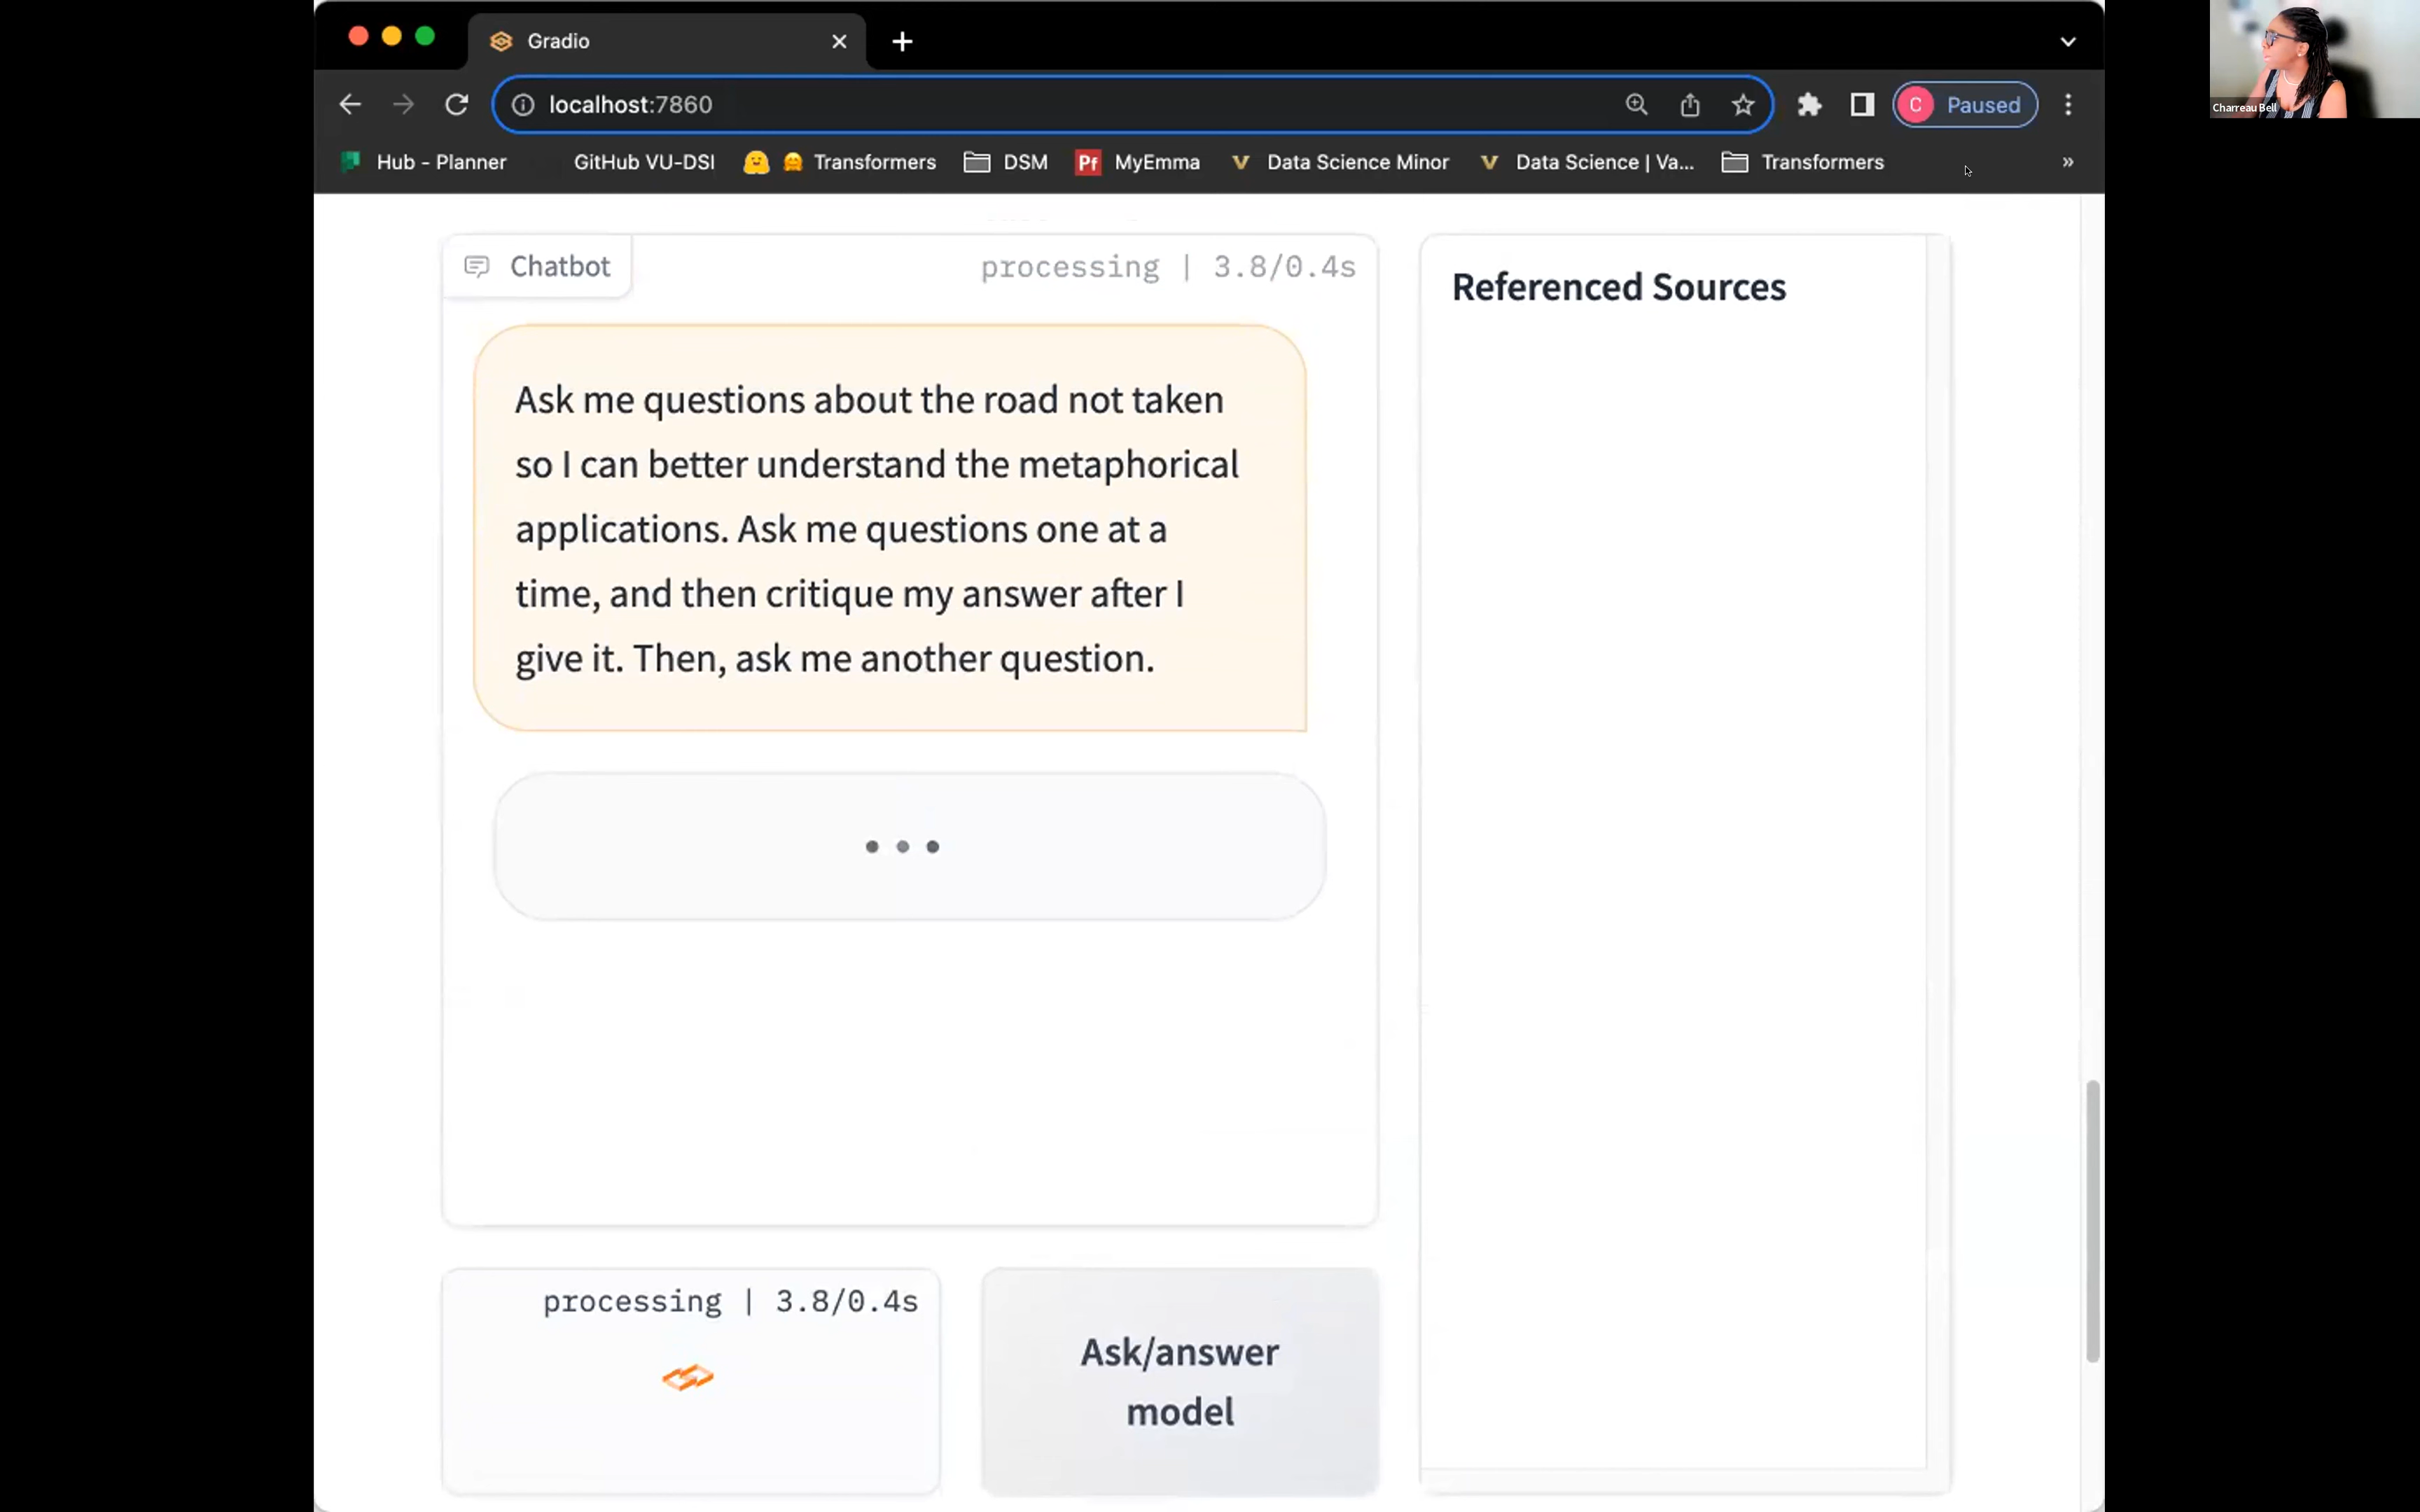 Gradio
localhost:7860
C Paused
Hub - Planner GitHub VU-DSI Transformers DSM Pf MyEmma Data Science Minor Data Science | Va... Transformers »
Charreau Bell
Chatbot
processing | 3.8/0.4s
Ask me questions about the road not taken
so I can better understand the metaphorical
applications. Ask me questions one at a
time, and then critique my answer after I
give it. Then, ask me another question.
Referenced Sources
processing | 3.8/0.4s
Ask/answer
model